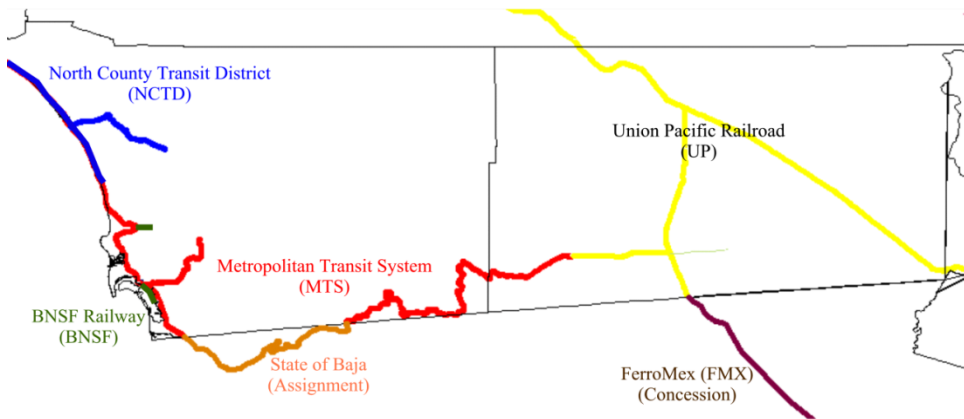 North County Transit District
(NCTD)
Union Pacific Railroad
(UP)
Metropolitan Transit System
(MTS)
BNSF Railway
(BNSF)
State of Baja
(Assignment)
FerroMex (FMX)
(Concession)